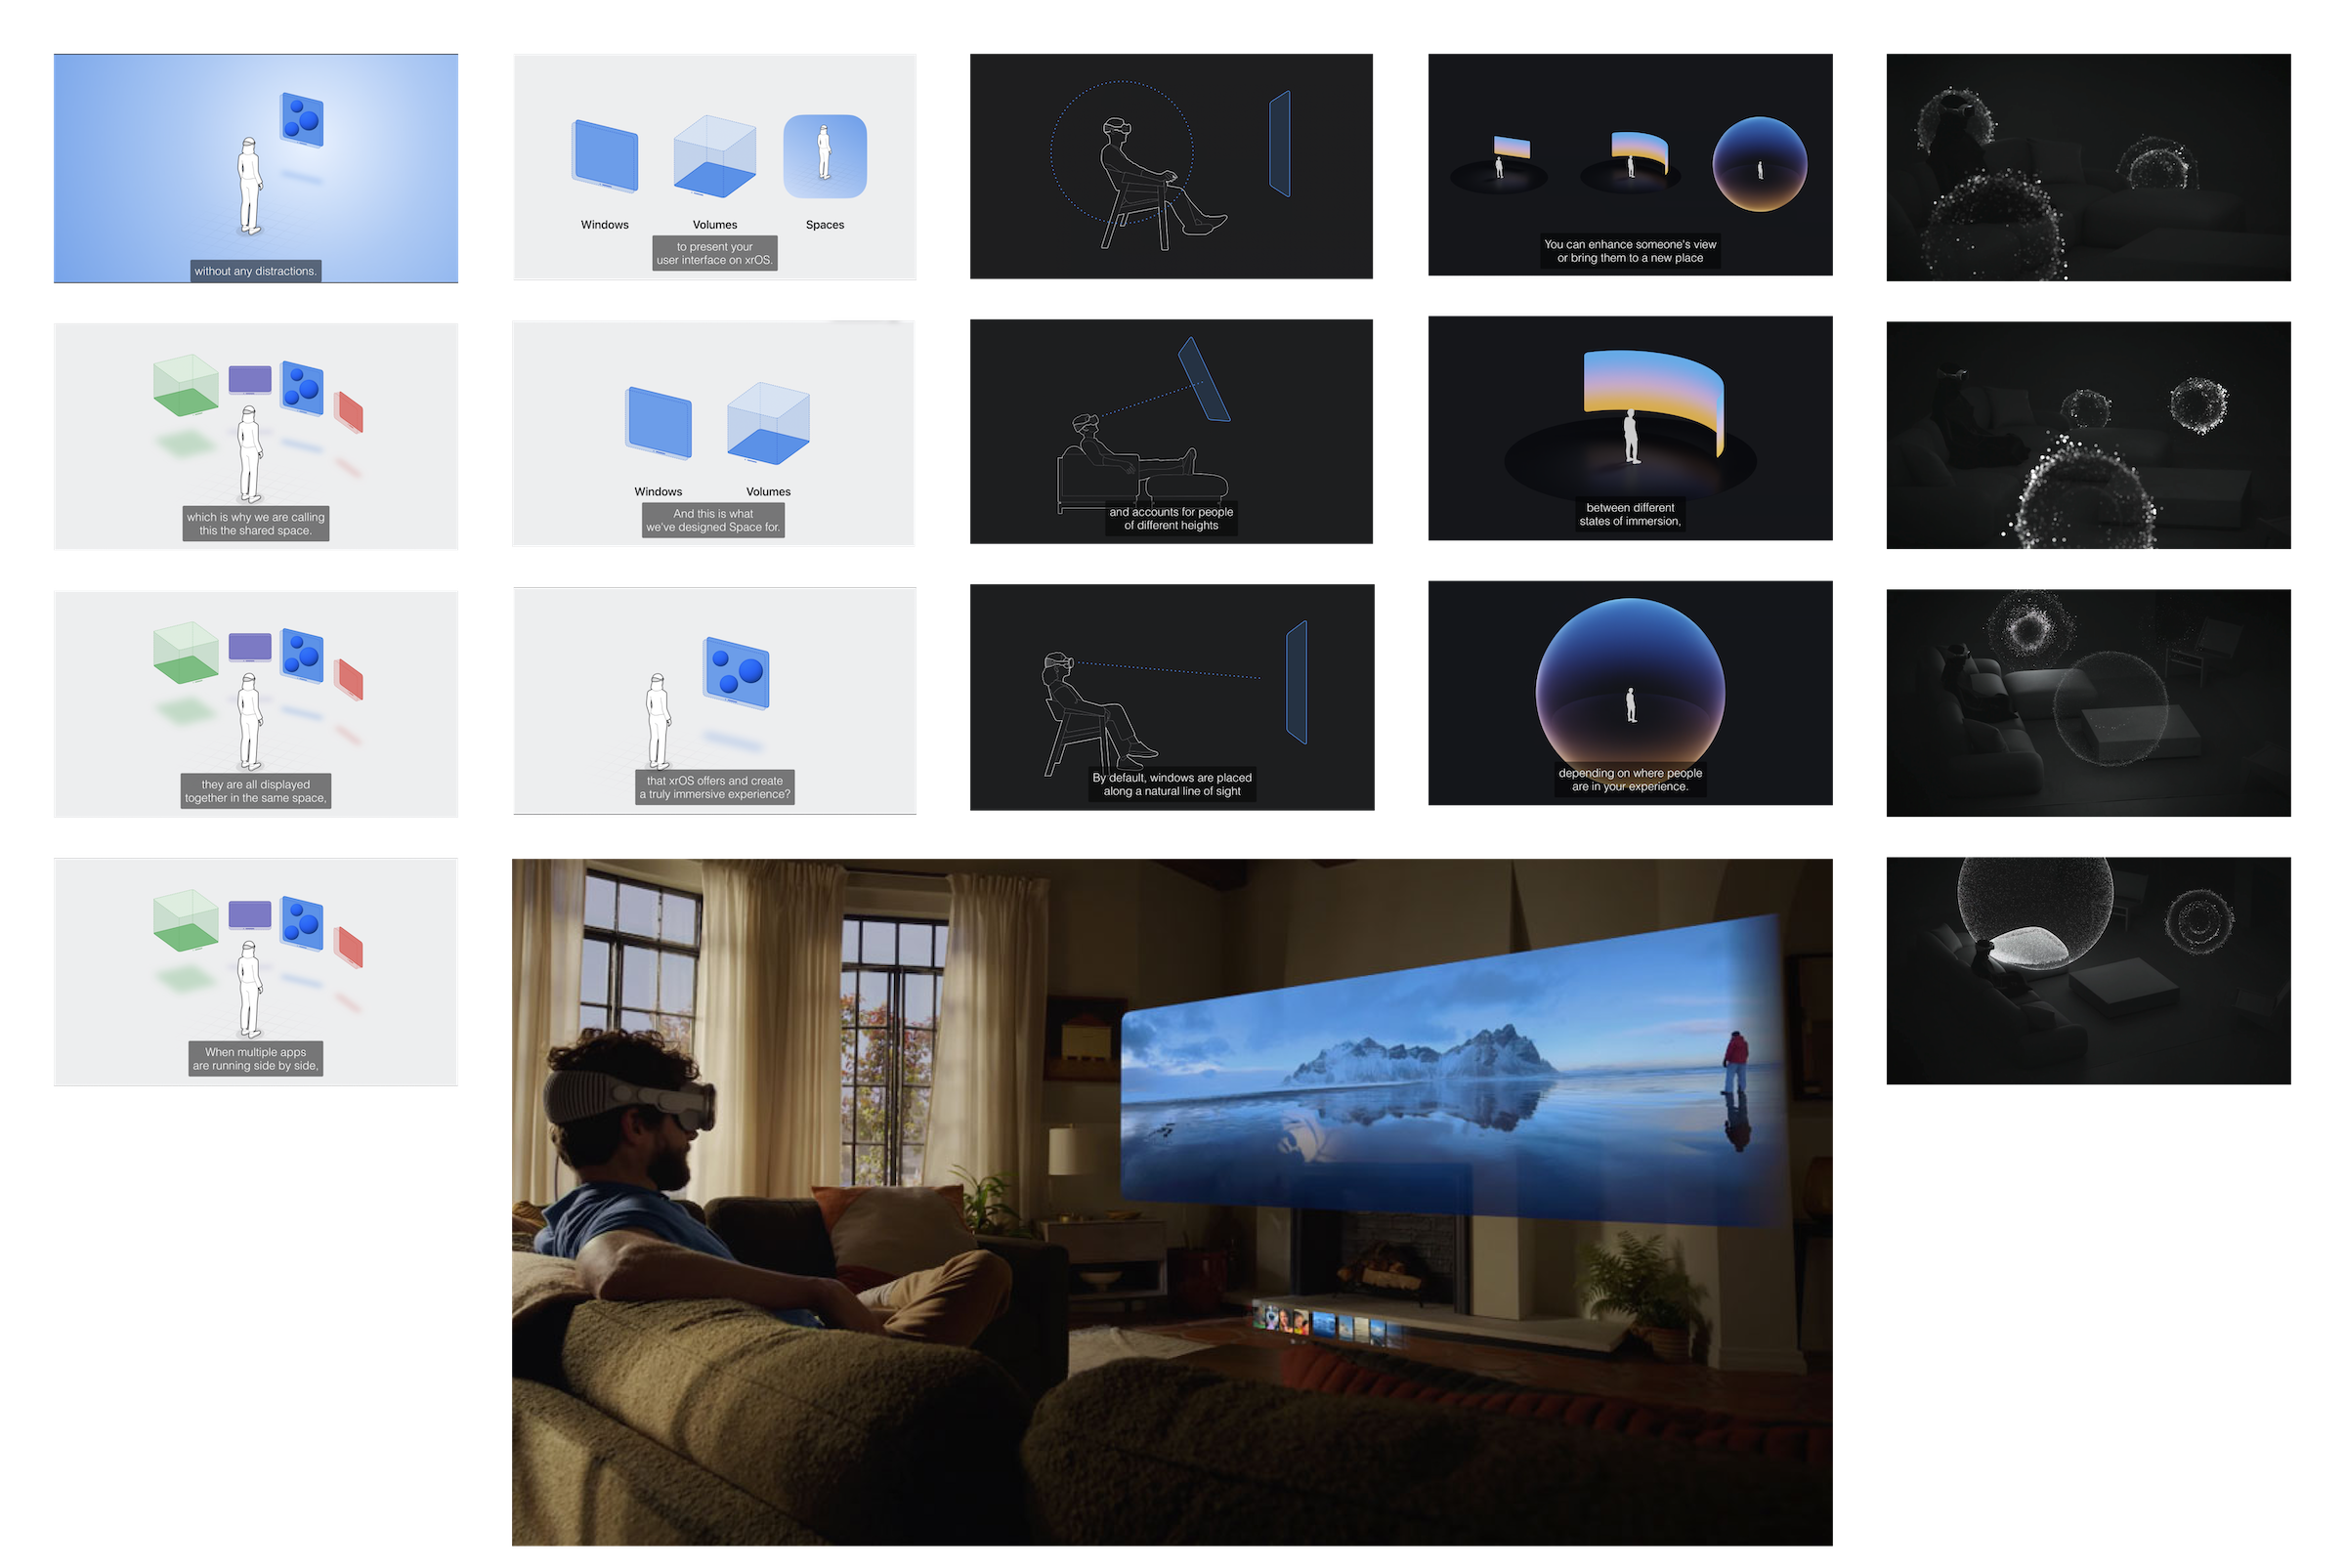 without any distractions.
which is why we are calling
this the shared space.
they are all displayed
together in the same space,
When multiple apps
are running side by side,
Windows
Volumes
Spaces
to present your
user interface on xrOS.
Windows
Volumes
And this is what
we've designed Space for.
that xrOS offers and create
a truly immersive experience?
and accounts for people
of different heights
By default, windows are placed
along a natural line of sight
You can enhance someone's view
or bring them to a new place
between different
states of immersion,
depending on where people
are in your experience.